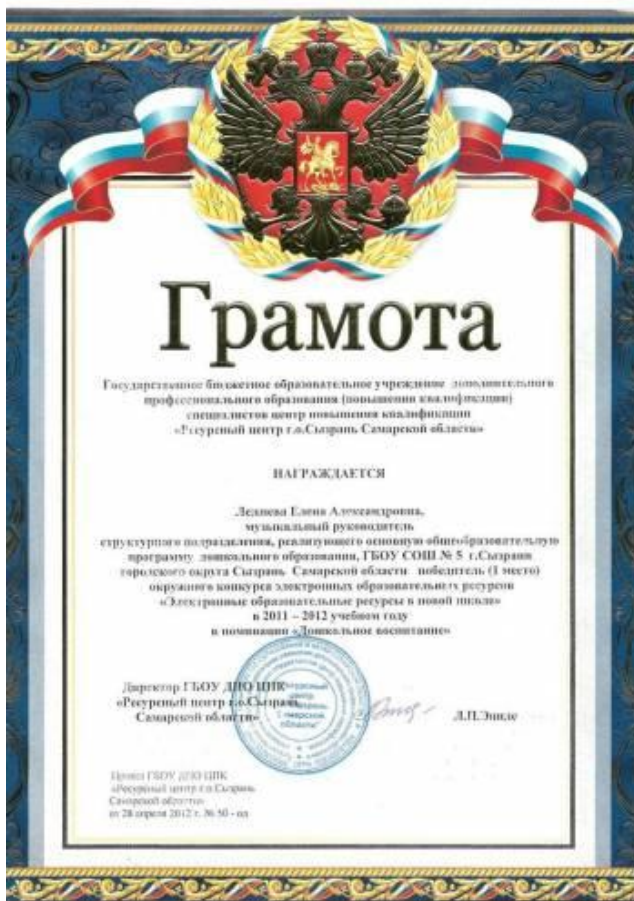 Грамота
Государственное бюджетное образовательное учреждение дополнительного
профессионального образования (повышения квалификации)
специалистов центр повышения квалификации
«Ресурсный центр г.о.Сызрань Самарской области»
НАГРАЖДАЕТСЯ
Елена Александровна,
музыкальный руководитель
структурного подразделения, реализующего основную общеобразовательную
программу дошкольного образования, ГБОУ СОШ № 5 г.Сызрани
городского округа Сызрань Самарской области победитель (1 место)
окружного конкурса электронных образовательных ресурсов
«Электронные образовательные ресурсы в новой школе»
в 2011 – 2012 учебном году
в номинации «Дошкольное воспитание»
Директор ГБОУ ДПО ЦПК
«Ресурсный центр г.о.Сызрань
Самарской области»
Л.П.
Приказ ГБОУ ДПО ЦПК
«Ресурсный центр г.о.Сызрань
Самарской области»
от 28 апреля 2012 г. № 50 - од